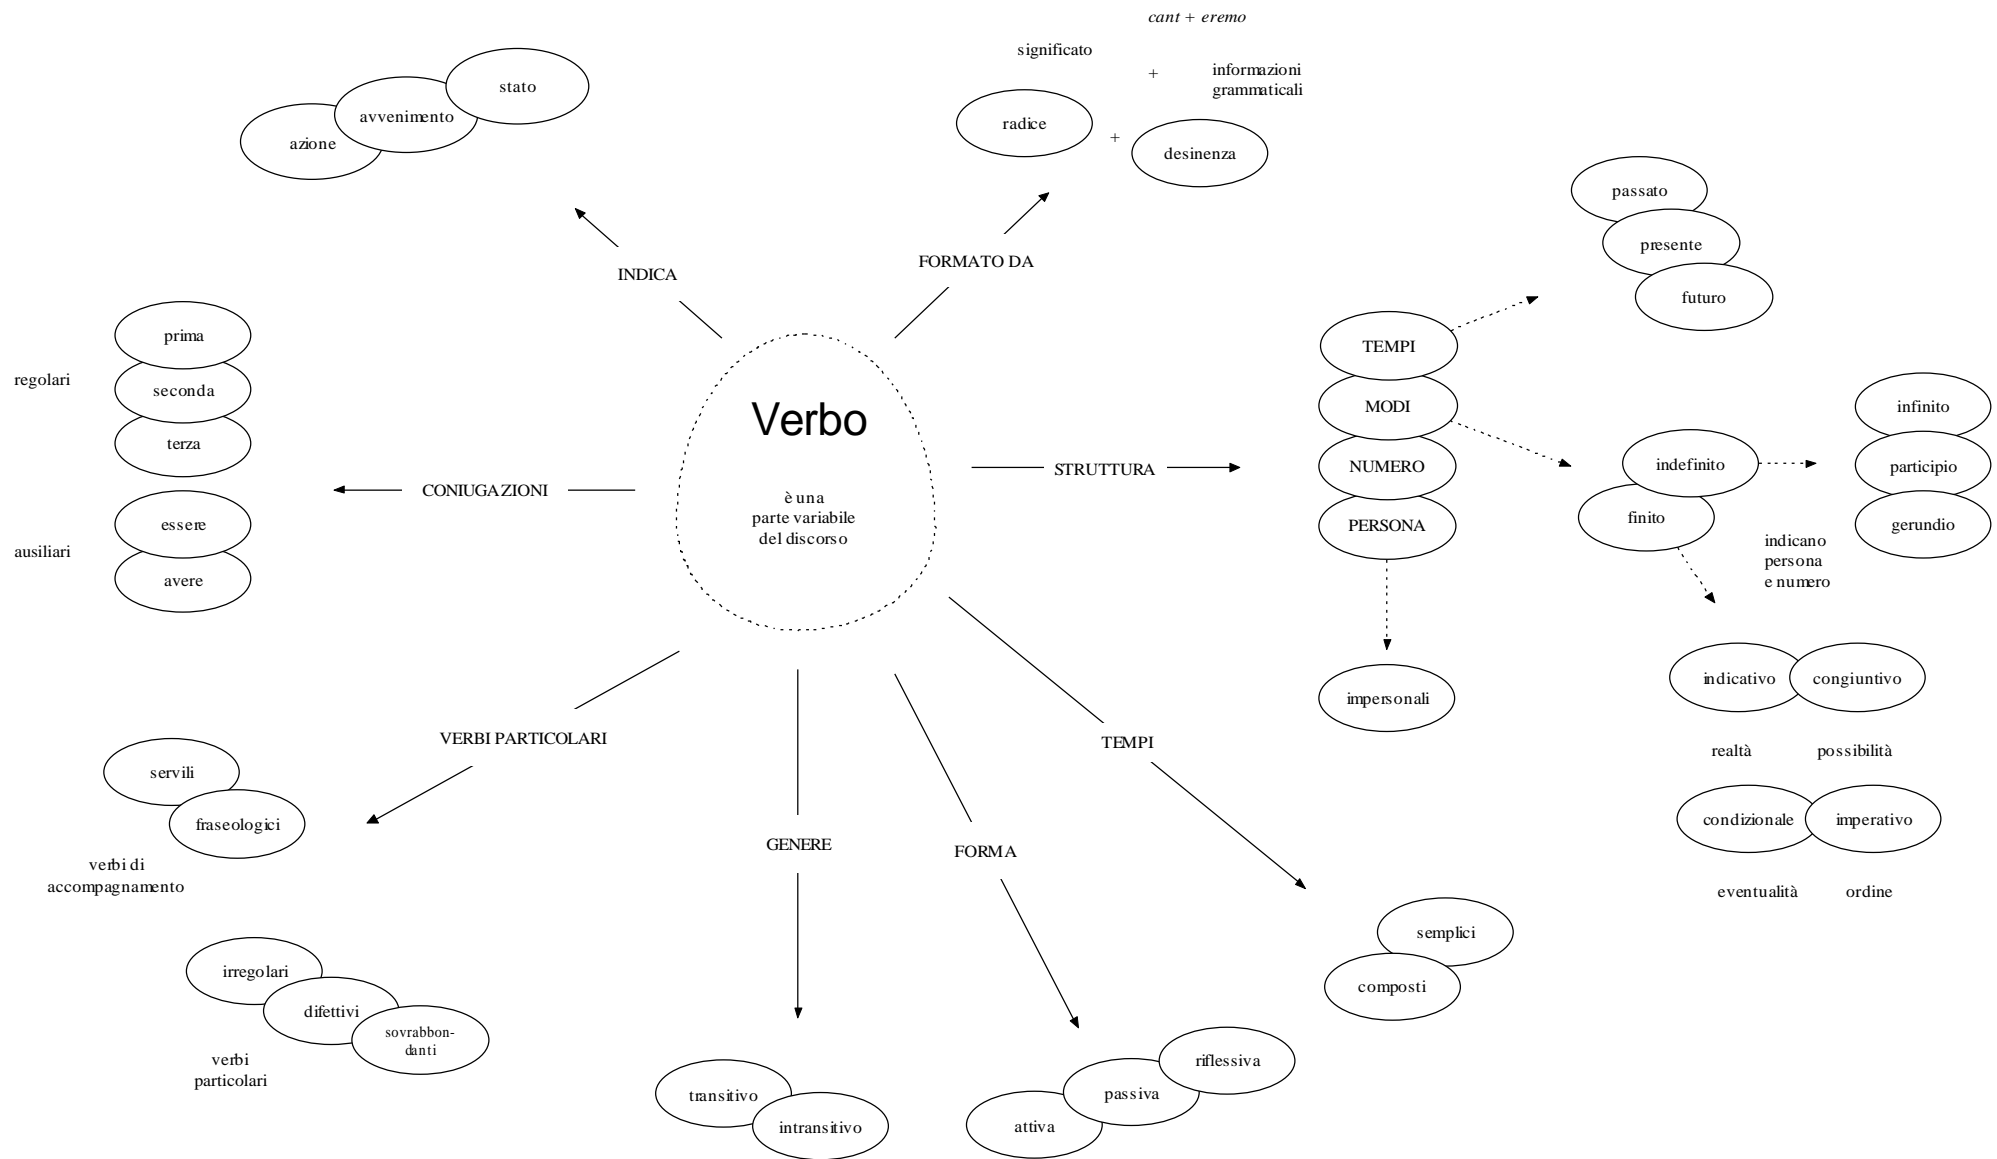 cant + eremo
significato
+
informazioni
grammaticali
radice
+
desinenza
stato
avvenimento
azione
INDICA
FORMATO DA
Verbo
è una
parte variabile
del discorso
prima
regolari
seconda
terza
CONIUGAZIONI
essere
ausiliari
avere
STRUTTURA
TEMPI
MODI
NUMERO
PERSONA
passato
presente
futuro
indefinito
finito
infinito
participio
gerundio
indicano
persona
e numero
impersonali
indicativo
congiuntivo
realtà
possibilità
condizionale
imperativo
eventualità
ordine
VERBI PARTICOLARI
servili
fraseologici
verbi di
accompagnamento
irregolari
difettivi
sovrabbon-
danti
verbi
particolari
GENERE
transitivo
intransitivo
FORMA
attiva
passiva
riflessiva
TEMPI
semplici
composti